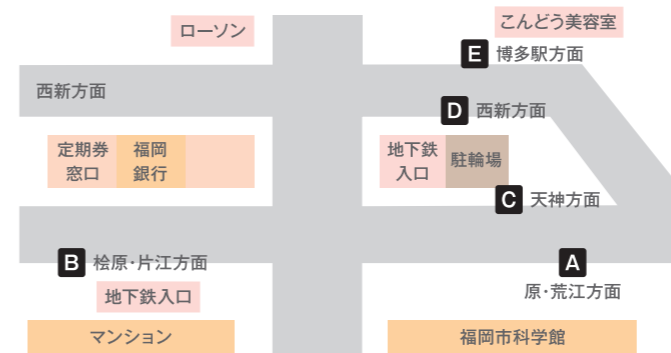 ローソン
こんどう美容室
E 博多駅方面
西新方面
D 西新方面
定期券
窓口
福岡
銀行
地下鉄
入口
駐輪場
C 天神方面
B 桧原・片江方面
A
原・荒江方面
地下鉄入口
マンション
福岡市科学館